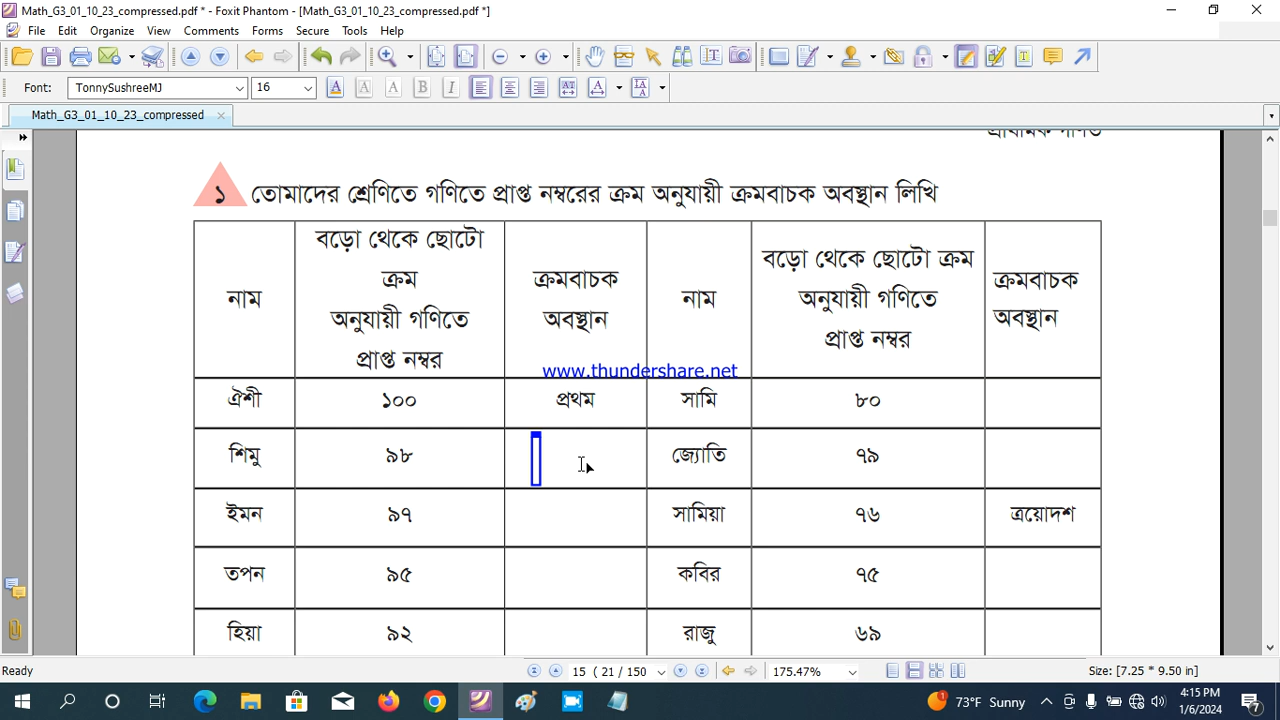 Math_G3_01_10_23_compressed.pdf * - Foxit Phantom - [Math_G3_01_10_23_compressed.pdf *]
File Edit Organize View Comments Forms Secure Tools Help
Font: TonnySushreeMJ 16
Math_G3_01_10_23_compressed
১ তোমাদের শ্রেণিতে গণিতে প্রাপ্ত নম্বরের ক্রম অনুযায়ী ক্রমবাচক অবস্থান লিখি
নাম
বড়ো থেকে ছোটো
ক্রম
অনুযায়ী গণিতে
প্রাপ্ত নম্বর
ক্রমবাচক
অবস্থান
নাম
বড়ো থেকে ছোটো ক্রম
অনুযায়ী গণিতে
প্রাপ্ত নম্বর
ক্রমবাচক
অবস্থান
www.thundershare.net
ঐশী ১০০ প্রথম সামি ৮০
শিমু ৯৮ জ্যোতি ৭৯
ইমন ৯৭ সামিয়া ৭৬ ত্রয়োদশ
তপন ৯৫ কবির ৭৫
হিয়া ৯২ রাজু ৬৯
Ready 15 ( 21 / 150 175.47% Size: [7.25 * 9.50 in]
73°F Sunny 4:15 PM
1/6/2024 7